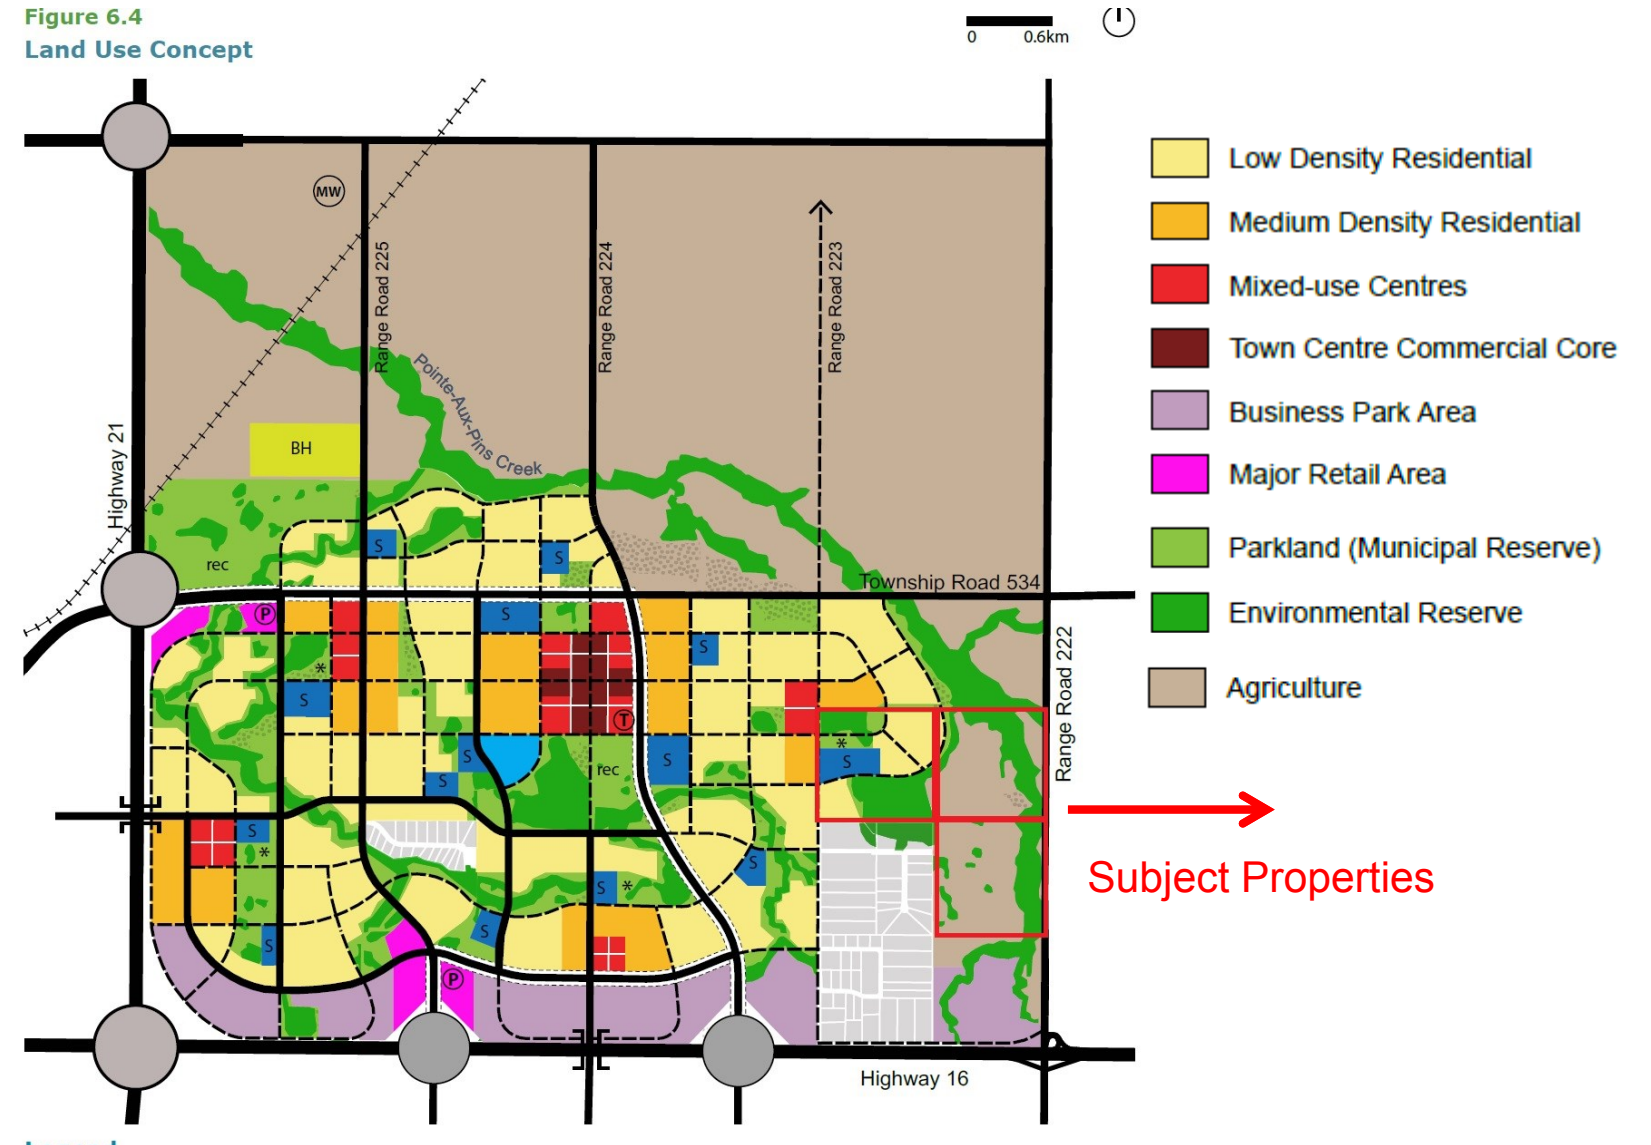 Figure 6.4
Land Use Concept
0 0.6km
Low Density Residential
Medium Density Residential
Mixed-use Centres
Town Centre Commercial Core
Business Park Area
Major Retail Area
Parkland (Municipal Reserve)
Environmental Reserve
Agriculture
MW
Range Road 225
Range Road 224
Range Road 223
Pointe-Aux-Pins Creek
Highway 21
BH
S
S
rec
Township Road 534
P
S
S
Range Road 222
*
S
T
*
S
S
rec
S
S
S
*
S
S
*
S
S
Subject Properties
P
Highway 16